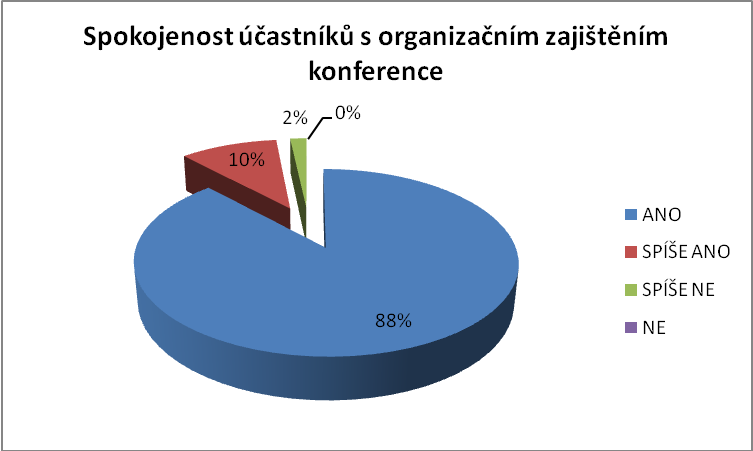 Spokojenost účastníků s organizačním zajištěním
konference
2%
0%
10%
88%
ANO
SPÍŠE ANO
SPÍŠE NE
NE